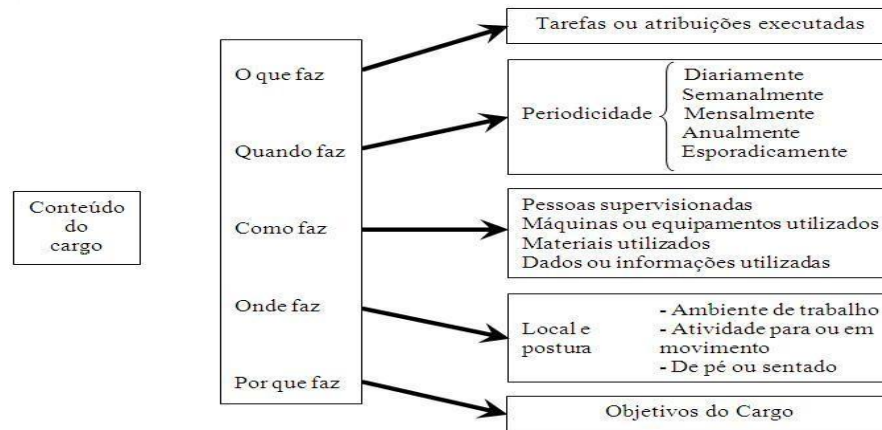 Conteúdo
do
cargo
O que faz
Quando faz
Como faz
Onde faz
Por que faz
Tarefas ou atribuições executadas
Periodicidade
Diariamente
Semanalmente
Mensalmente
Anualmente
Esporadicamente
Pessoas supervisionadas
Máquinas ou equipamentos utilizados
Materiais utilizados
Dados ou informações utilizadas
Local e
postura
- Ambiente de trabalho
- Atividade para ou em
movimento
- De pé ou sentado
Objetivos do Cargo